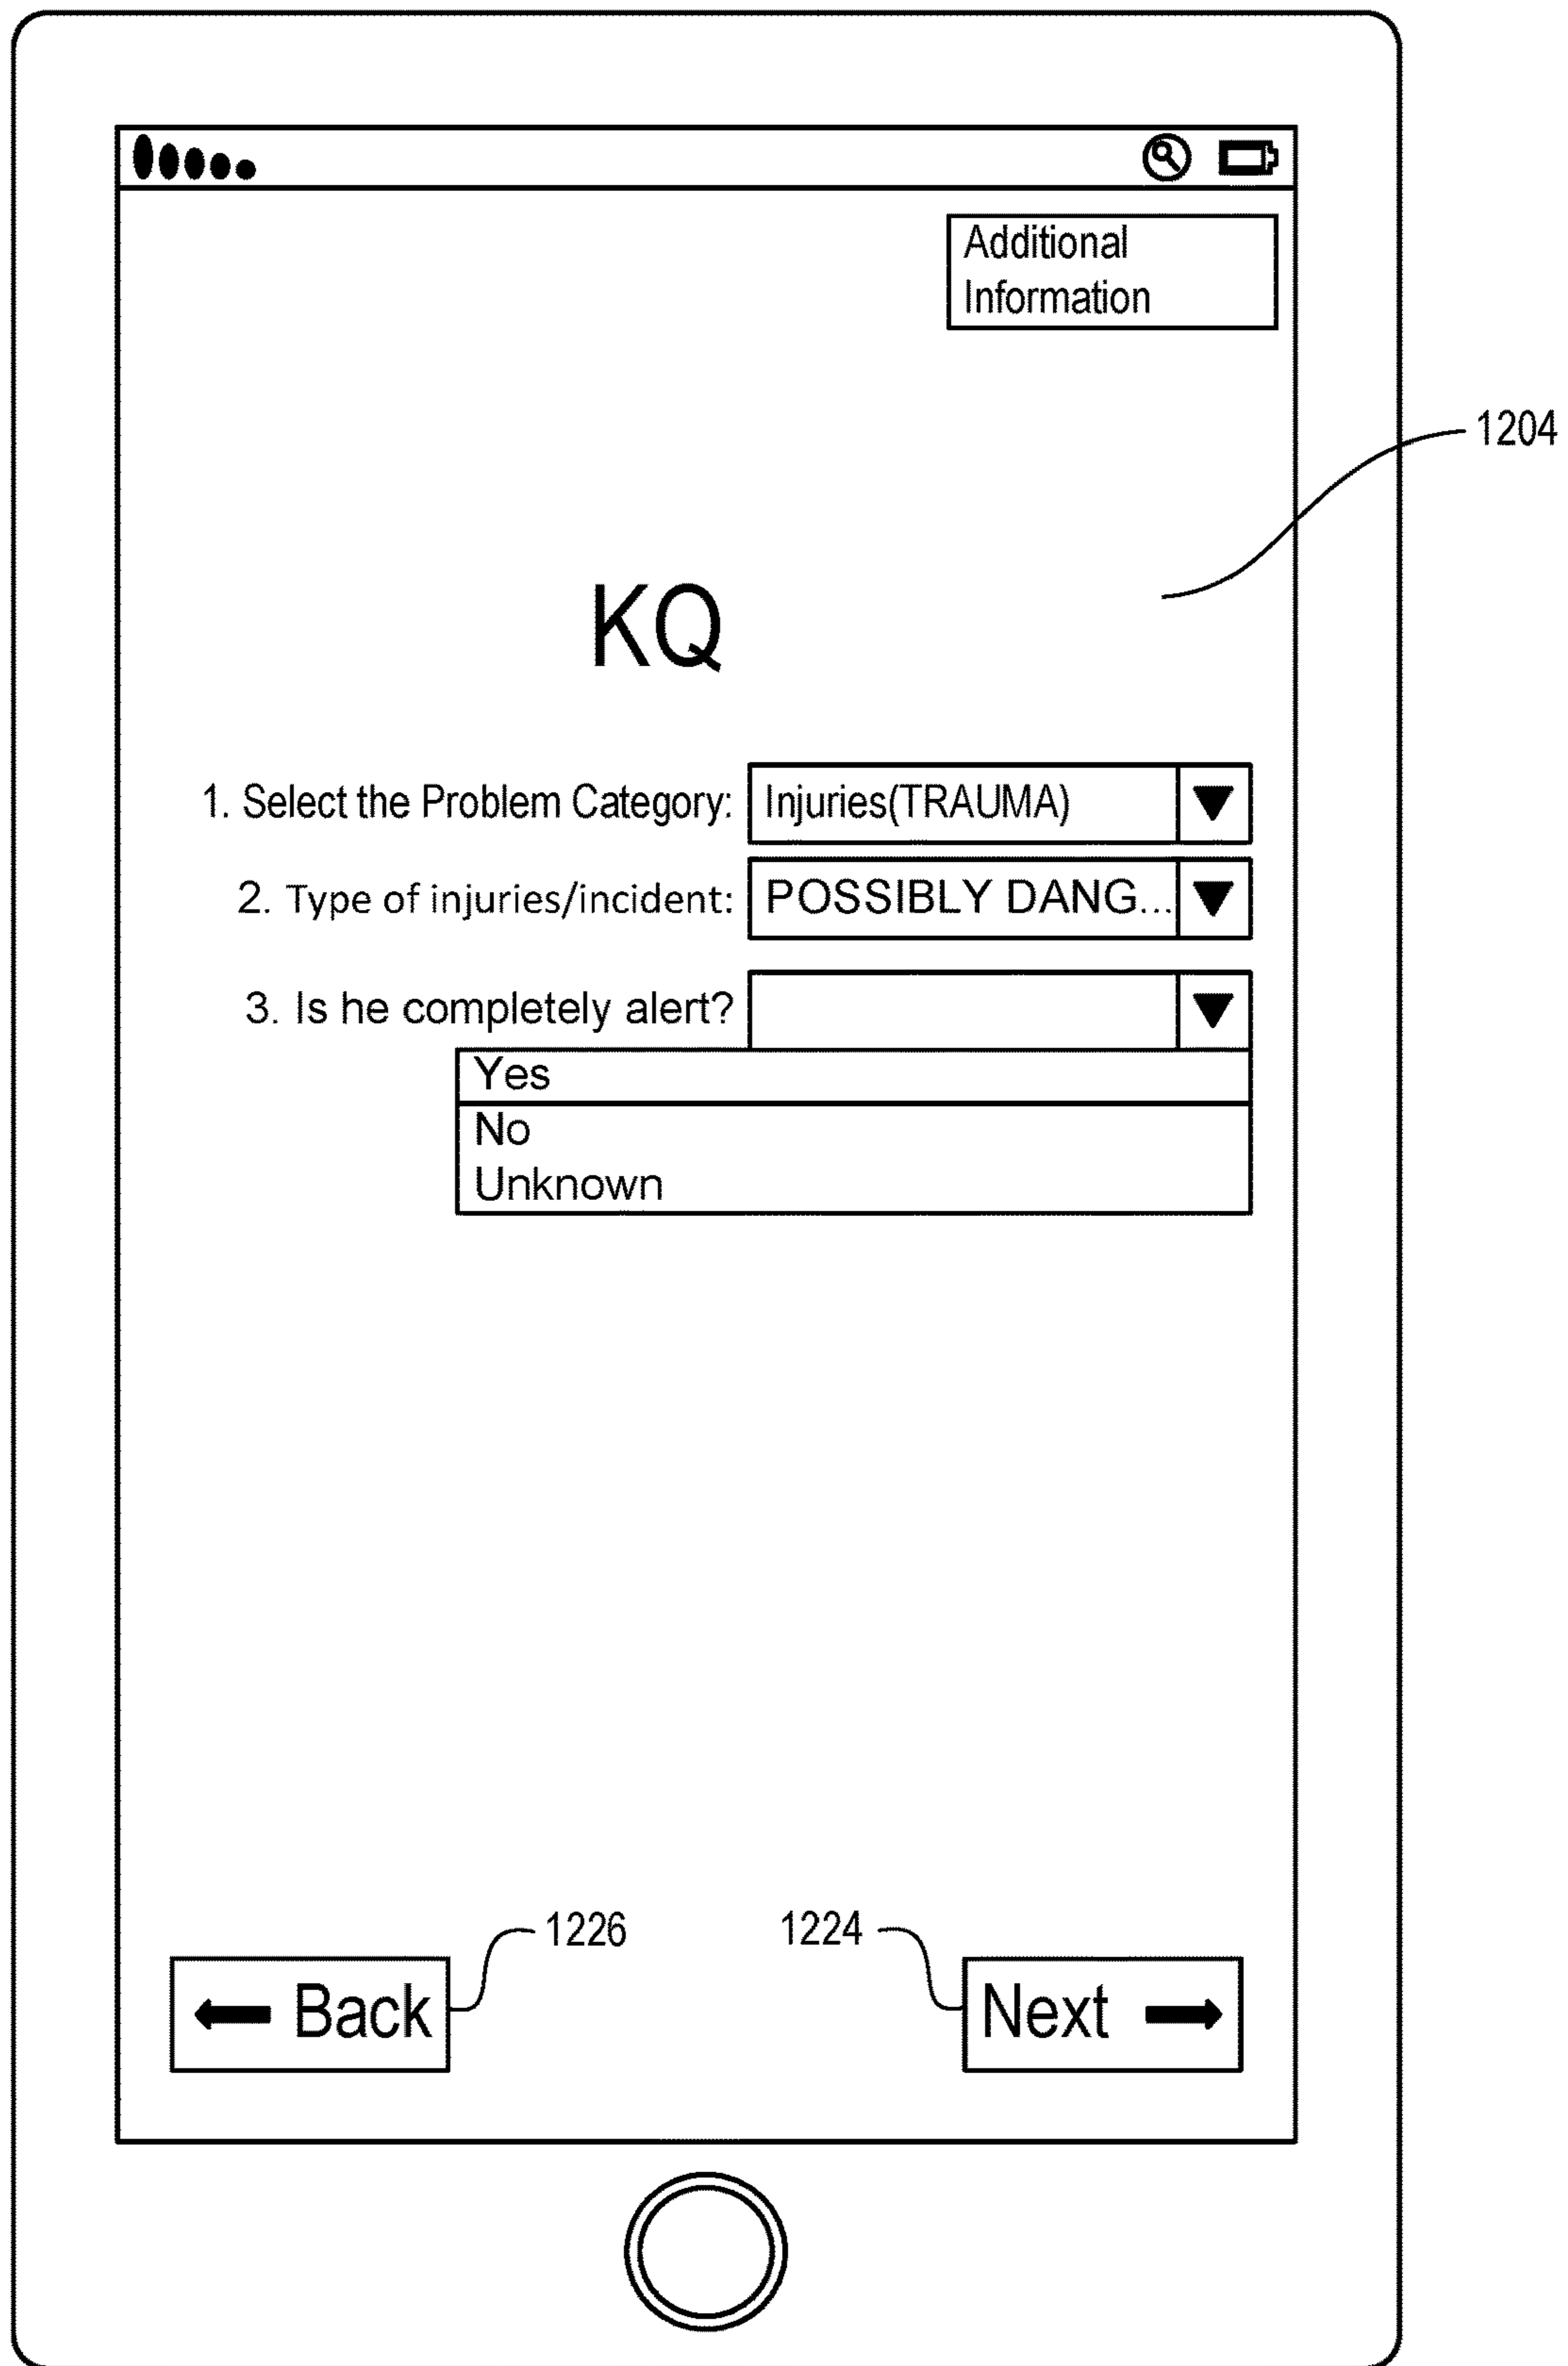 Additional
Information
1204
KQ
1. Select the Problem Category: Injuries(TRAUMA)
2. Type of injuries/incident: POSSIBLY DANG...
3. Is he completely alert?
Yes
No
Unknown
1226 1224
Back Next